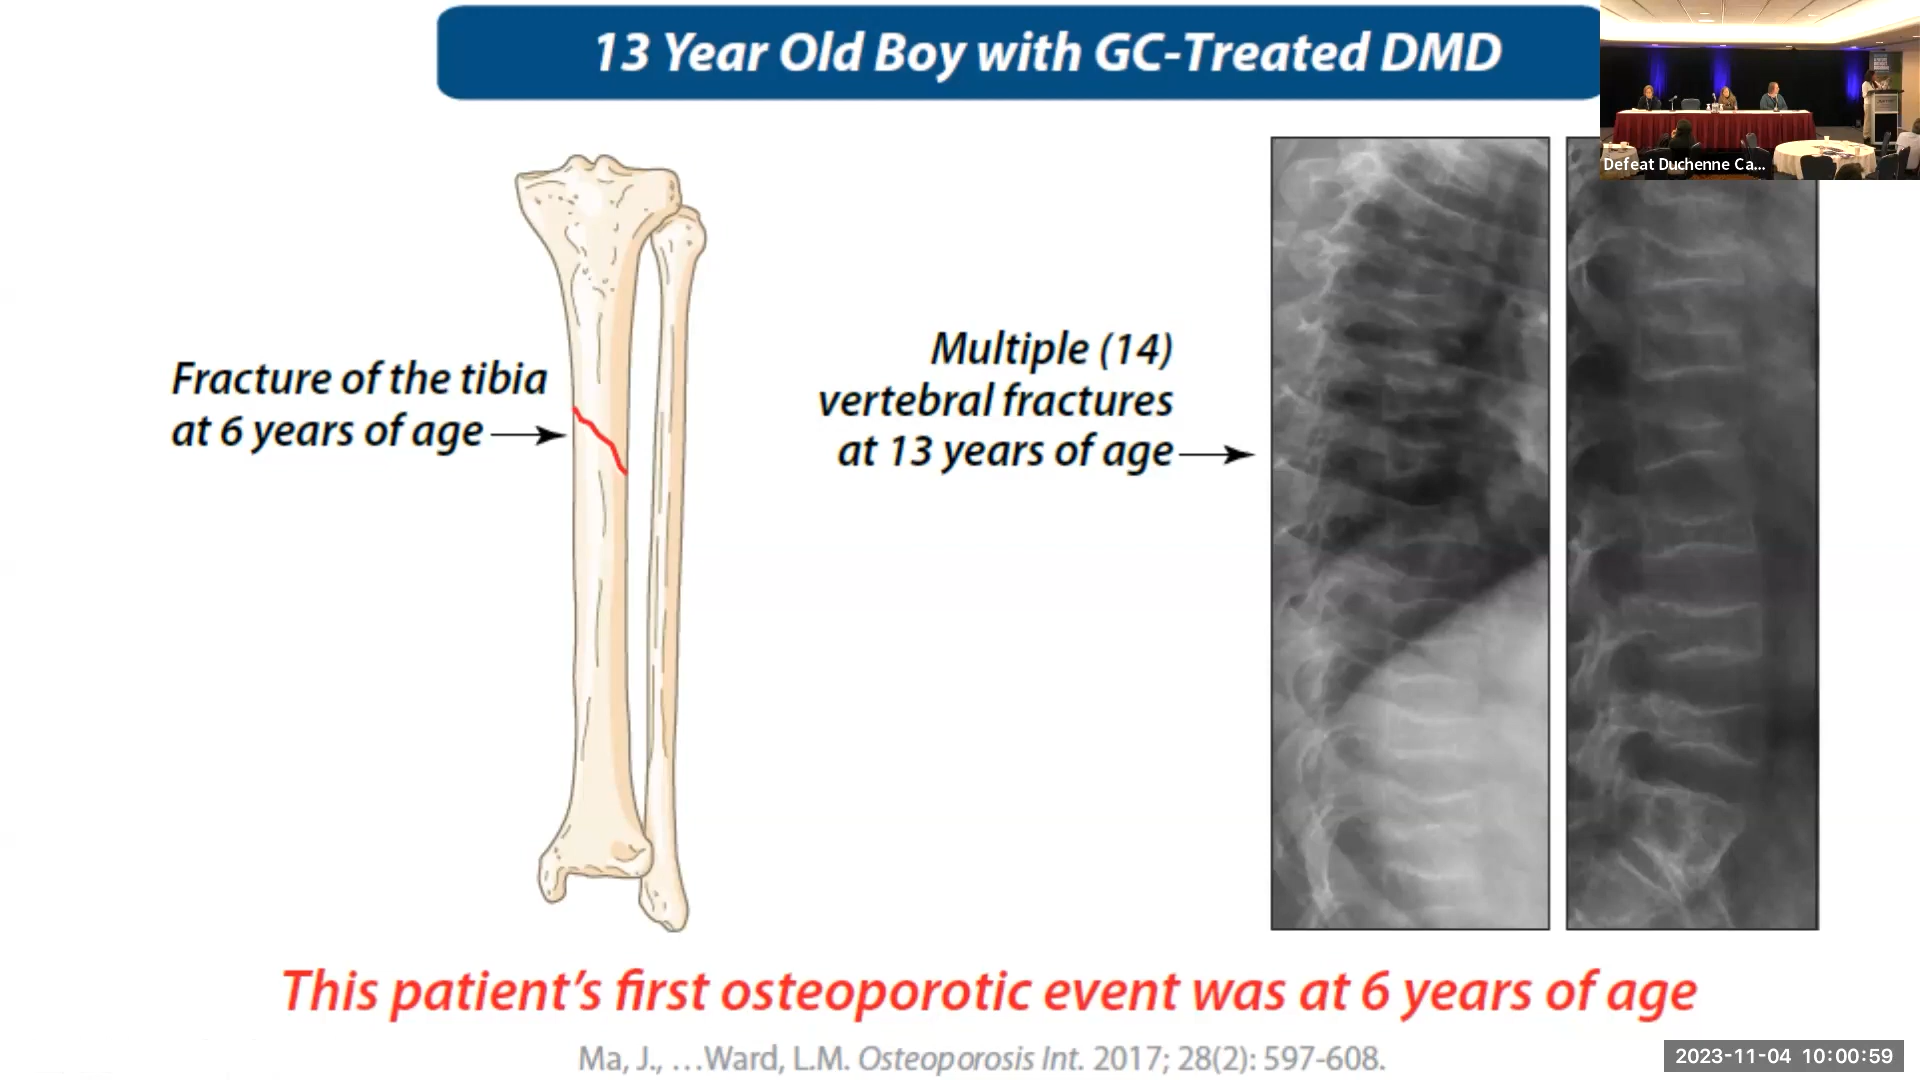 13 Year Old Boy with GC-Treated DMD
Defeat Duchenne Ca...
Fracture of the tibia
at 6 years of age
Multiple (14)
vertebral fractures
at 13 years of age
This patient's first osteoporotic event was at 6 years of age
Ma, J., …Ward, L.M. Osteoporosis Int. 2017; 28(2): 597-608.
2023-11-04 10:00:59